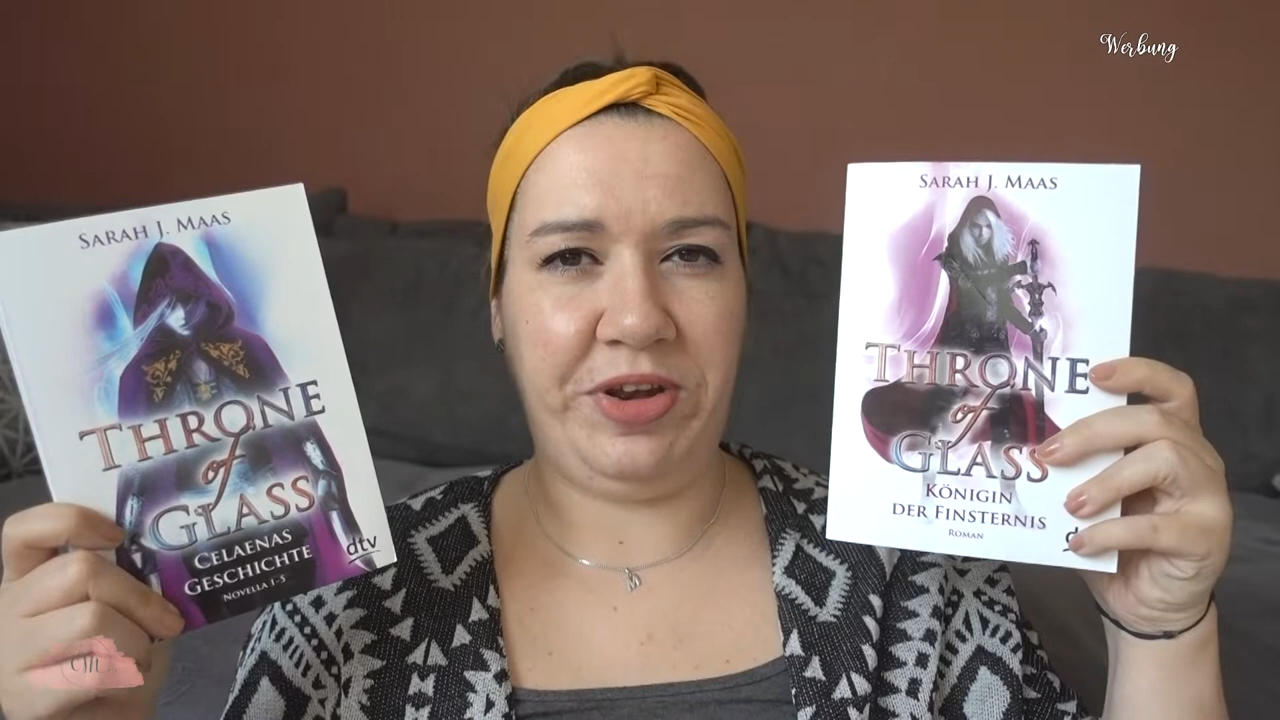 Werbung
SARAH J. MAAS
THRONE
of
GLASS
CELAENAS
GESCHICHTE
NOVELLA 1-5
dtv
SARAH J. MAAS
THRONE
of
GLASS
KÖNIGIN
DER FINSTERNIS
ROMAN
M